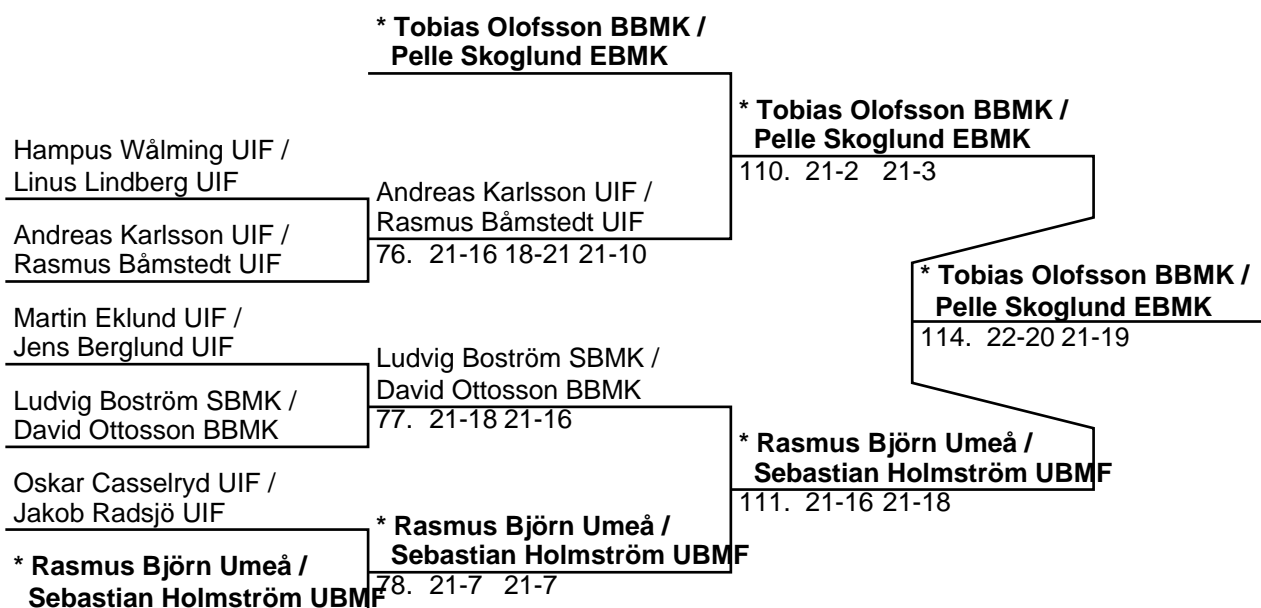 * Tobias Olofsson BBMK /
Pelle Skoglund EBMK
* Tobias Olofsson BBMK /
Pelle Skoglund EBMK
110. 21-2 21-3
Hampus Wålming UIF /
Linus Lindberg UIF
Andreas Karlsson UIF /
Rasmus Båmstedt UIF
76. 21-16 18-21 21-10
Andreas Karlsson UIF /
Rasmus Båmstedt UIF
* Tobias Olofsson BBMK /
Pelle Skoglund EBMK
114. 22-20 21-19
Martin Eklund UIF /
Jens Berglund UIF
Ludvig Boström SBMK /
David Ottosson BBMK
77. 21-18 21-16
Ludvig Boström SBMK /
David Ottosson BBMK
* Rasmus Björn Umeå /
Sebastian Holmström UBMF
111. 21-16 21-18
Oskar Casselryd UIF /
Jakob Radsjö UIF
* Rasmus Björn Umeå /
Sebastian Holmström UBMF
78. 21-7 21-7
* Rasmus Björn Umeå /
Sebastian Holmström UBMF